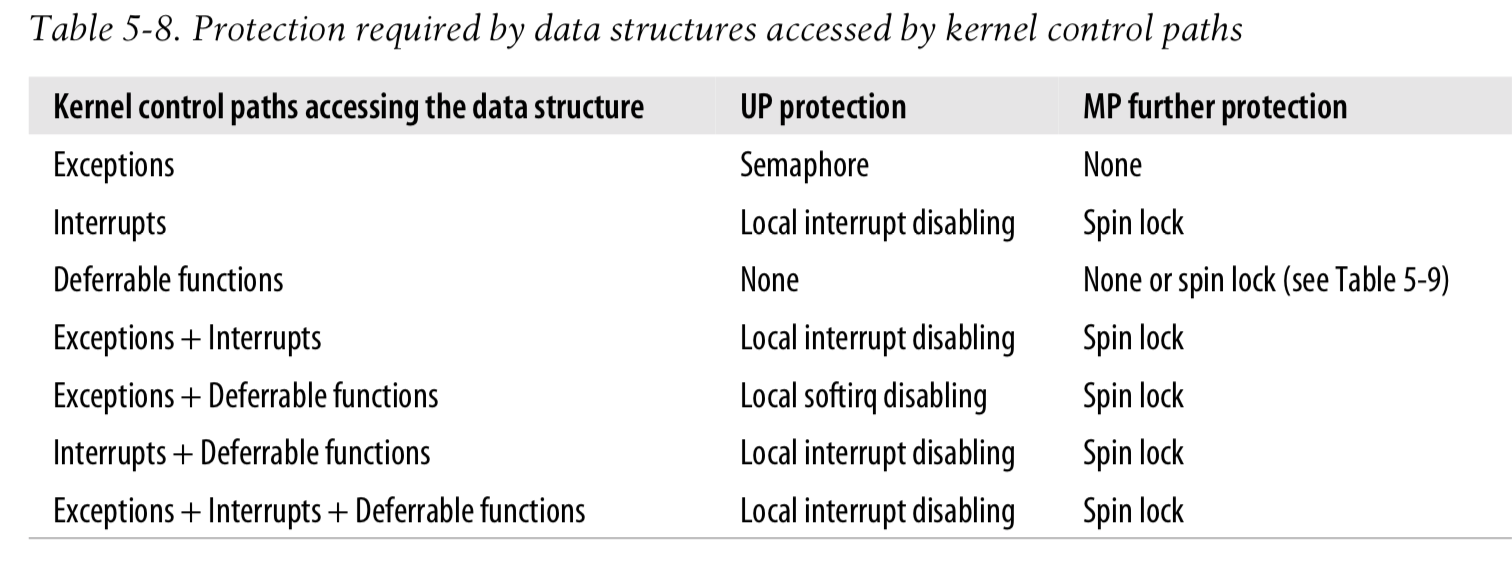 Table 5-8. Protection required by data structures accessed by kernel control paths
Kernel control paths accessing the data structure UP protection MP further protection
Exceptions Semaphore None
Interrupts Local interrupt disabling Spin lock
Deferrable functions None None or spin lock (see Table 5-9)
Exceptions + Interrupts Local interrupt disabling Spin lock
Exceptions + Deferrable functions Local softirq disabling Spin lock
Interrupts + Deferrable functions Local interrupt disabling Spin lock
Exceptions + Interrupts + Deferrable functions Local interrupt disabling Spin lock